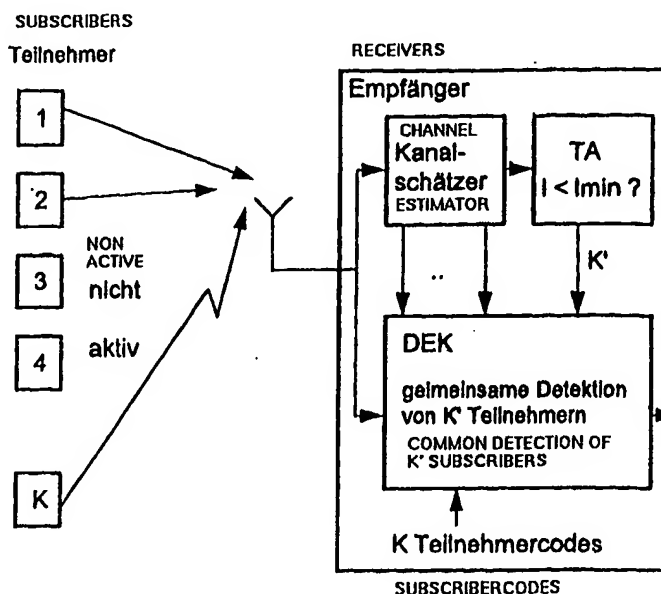 SUBSCRIBERS
Teilnehmer
1
2
NON
ACTIVE
3
nicht
4
aktiv
K
RECEIVERS
Empfänger
CHANNEL
Kanal-
schätzer
ESTIMATOR
TA
I < Imin ?
..
K'
DEK
geimeinsame Detektion
von K' Teilnehmern
COMMON DETECTION OF
K' SUBSCRIBERS
K Teilnehmercodes
SUBSCRIBERCODES